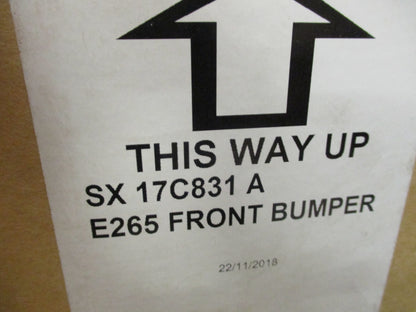 THIS WAY UP
SX 17C831 A
E265 FRONT BUMPER
22/11/2018